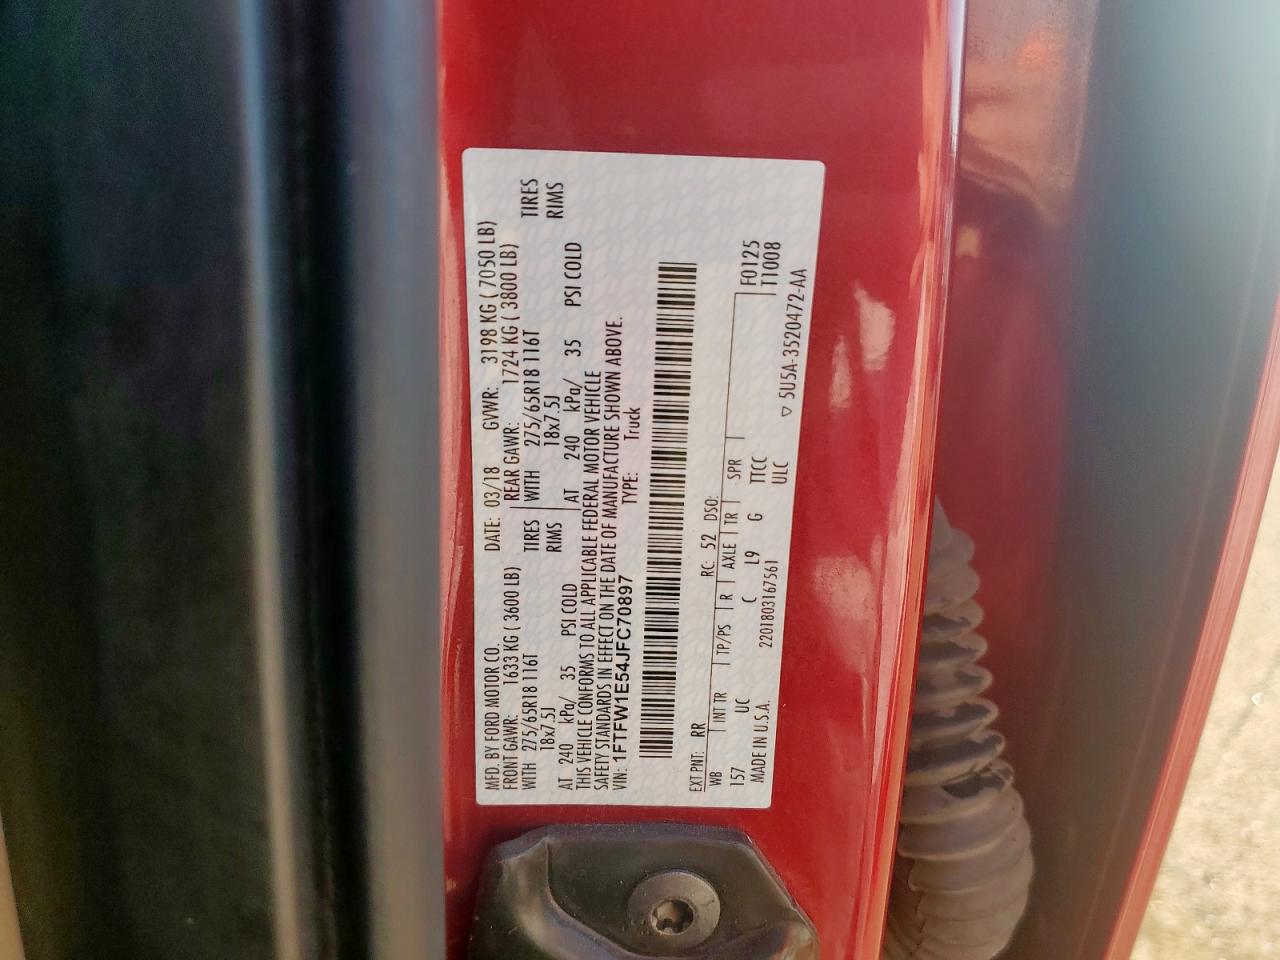 MFD. BY FORD MOTOR CO. DATE: 03/18 GVWR: 3198 KG ( 7050 LB)
FRONT GAWR: 1633 KG ( 3600 LB) REAR GAWR: 1724 KG ( 3800 LB)
WITH 275/65R18 116T TIRES WITH 275/65R18 116T TIRES
18x7.5J RIMS 18x7.5J RIMS
AT 240 kPa/ 35 PSI COLD AT 240 kPa/ 35 PSI COLD
THIS VEHICLE CONFORMS TO ALL APPLICABLE FEDERAL MOTOR VEHICLE
SAFETY STANDARDS IN EFFECT ON THE DATE OF MANUFACTURE SHOWN ABOVE.
VIN: 1FTFW1E54JFC70897 TYPE: Truck
EXT PNT: RR RC: 52 DSO:
WB INT TR TP/PS R AXLE TR SPR F0125
157 UC C L9 G TTCC T1008
MADE IN U.S.A. 220180316756​1 ULC ▽ 5U5A-3520472-AA